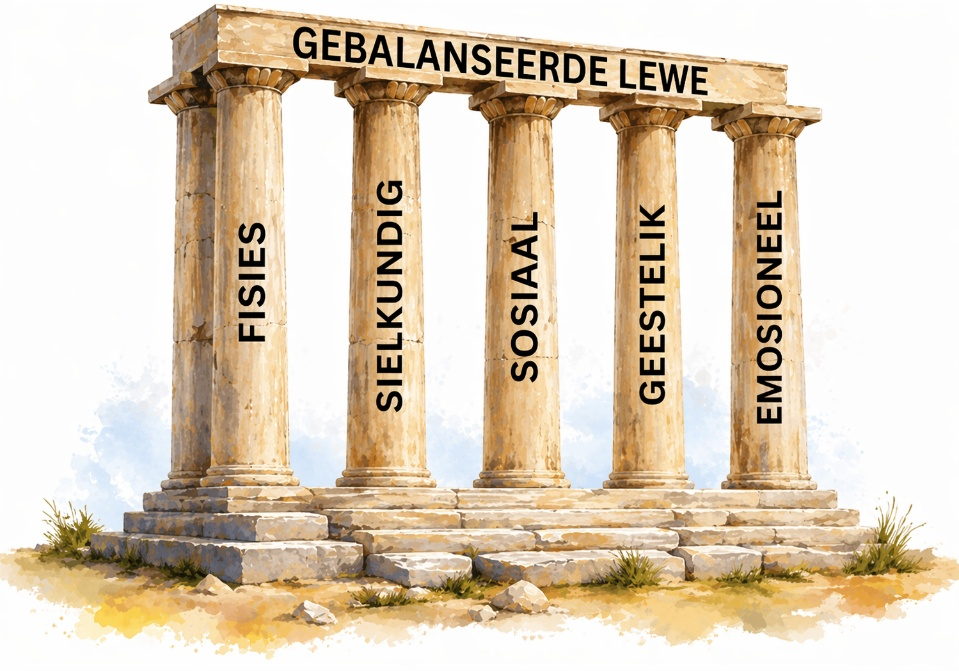 GEBALANSEERDE LEWE
FISIES
SIELKUNDIG
SOSIAAL
GEESTELIK
EMOSIONEEL